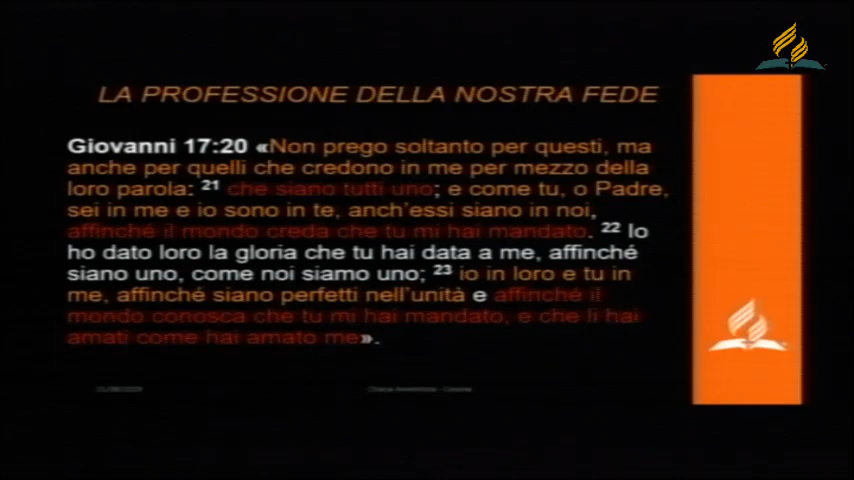 LA PROFESSIONE DELLA NOSTRA FEDE
Giovanni 17:20 «Non prego soltanto per questi, ma
anche per quelli che credono in me per mezzo della
loro parola: 21 che siano tutti uno; e come tu, o Padre,
sei in me e io sono in te, anch'essi siano in noi,
affinché il mondo creda che tu mi hai mandato. 22 Io
ho dato loro la gloria che tu hai data a me, affinché
siano uno, come noi siamo uno; 23 io in loro e tu in
me, affinché siano perfetti nell'unità e affinché il
mondo conosca che tu mi hai mandato, e che li hai
amati come hai amato me».